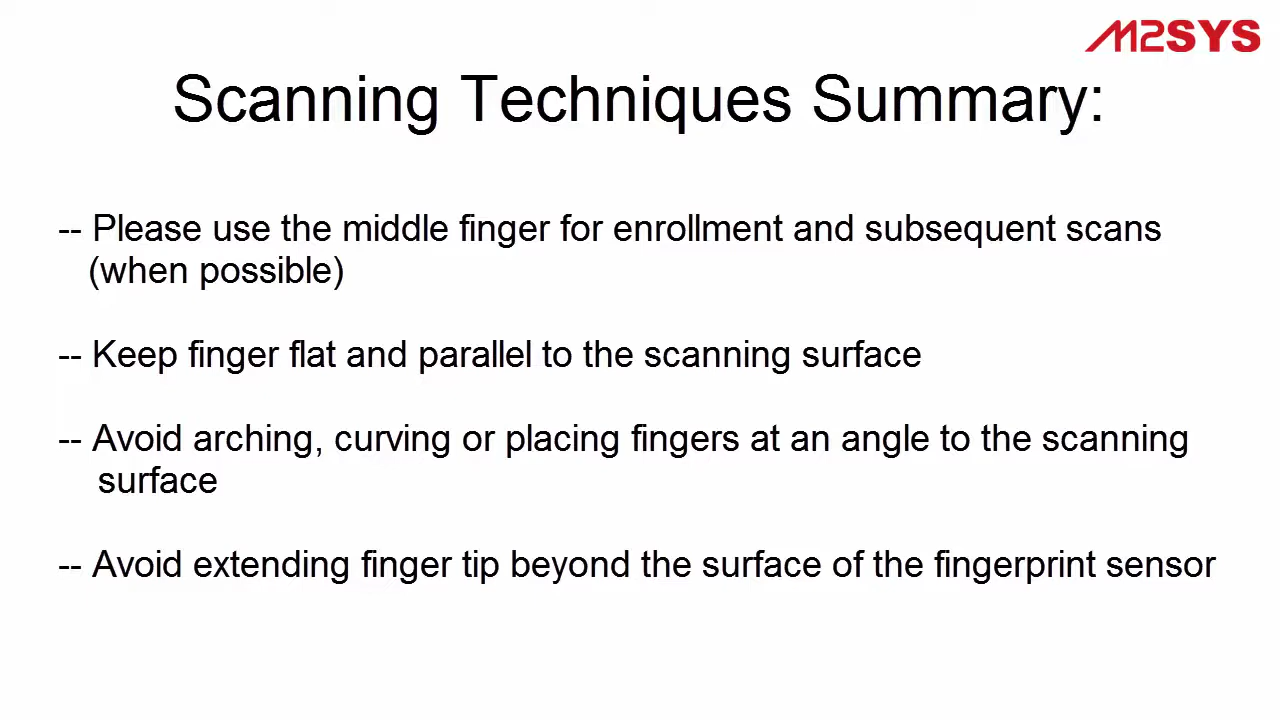 M2SYS
Scanning Techniques Summary:
-- Please use the middle finger for enrollment and subsequent scans
(when possible)
-- Keep finger flat and parallel to the scanning surface
-- Avoid arching, curving or placing fingers at an angle to the scanning
surface
-- Avoid extending finger tip beyond the surface of the fingerprint sensor